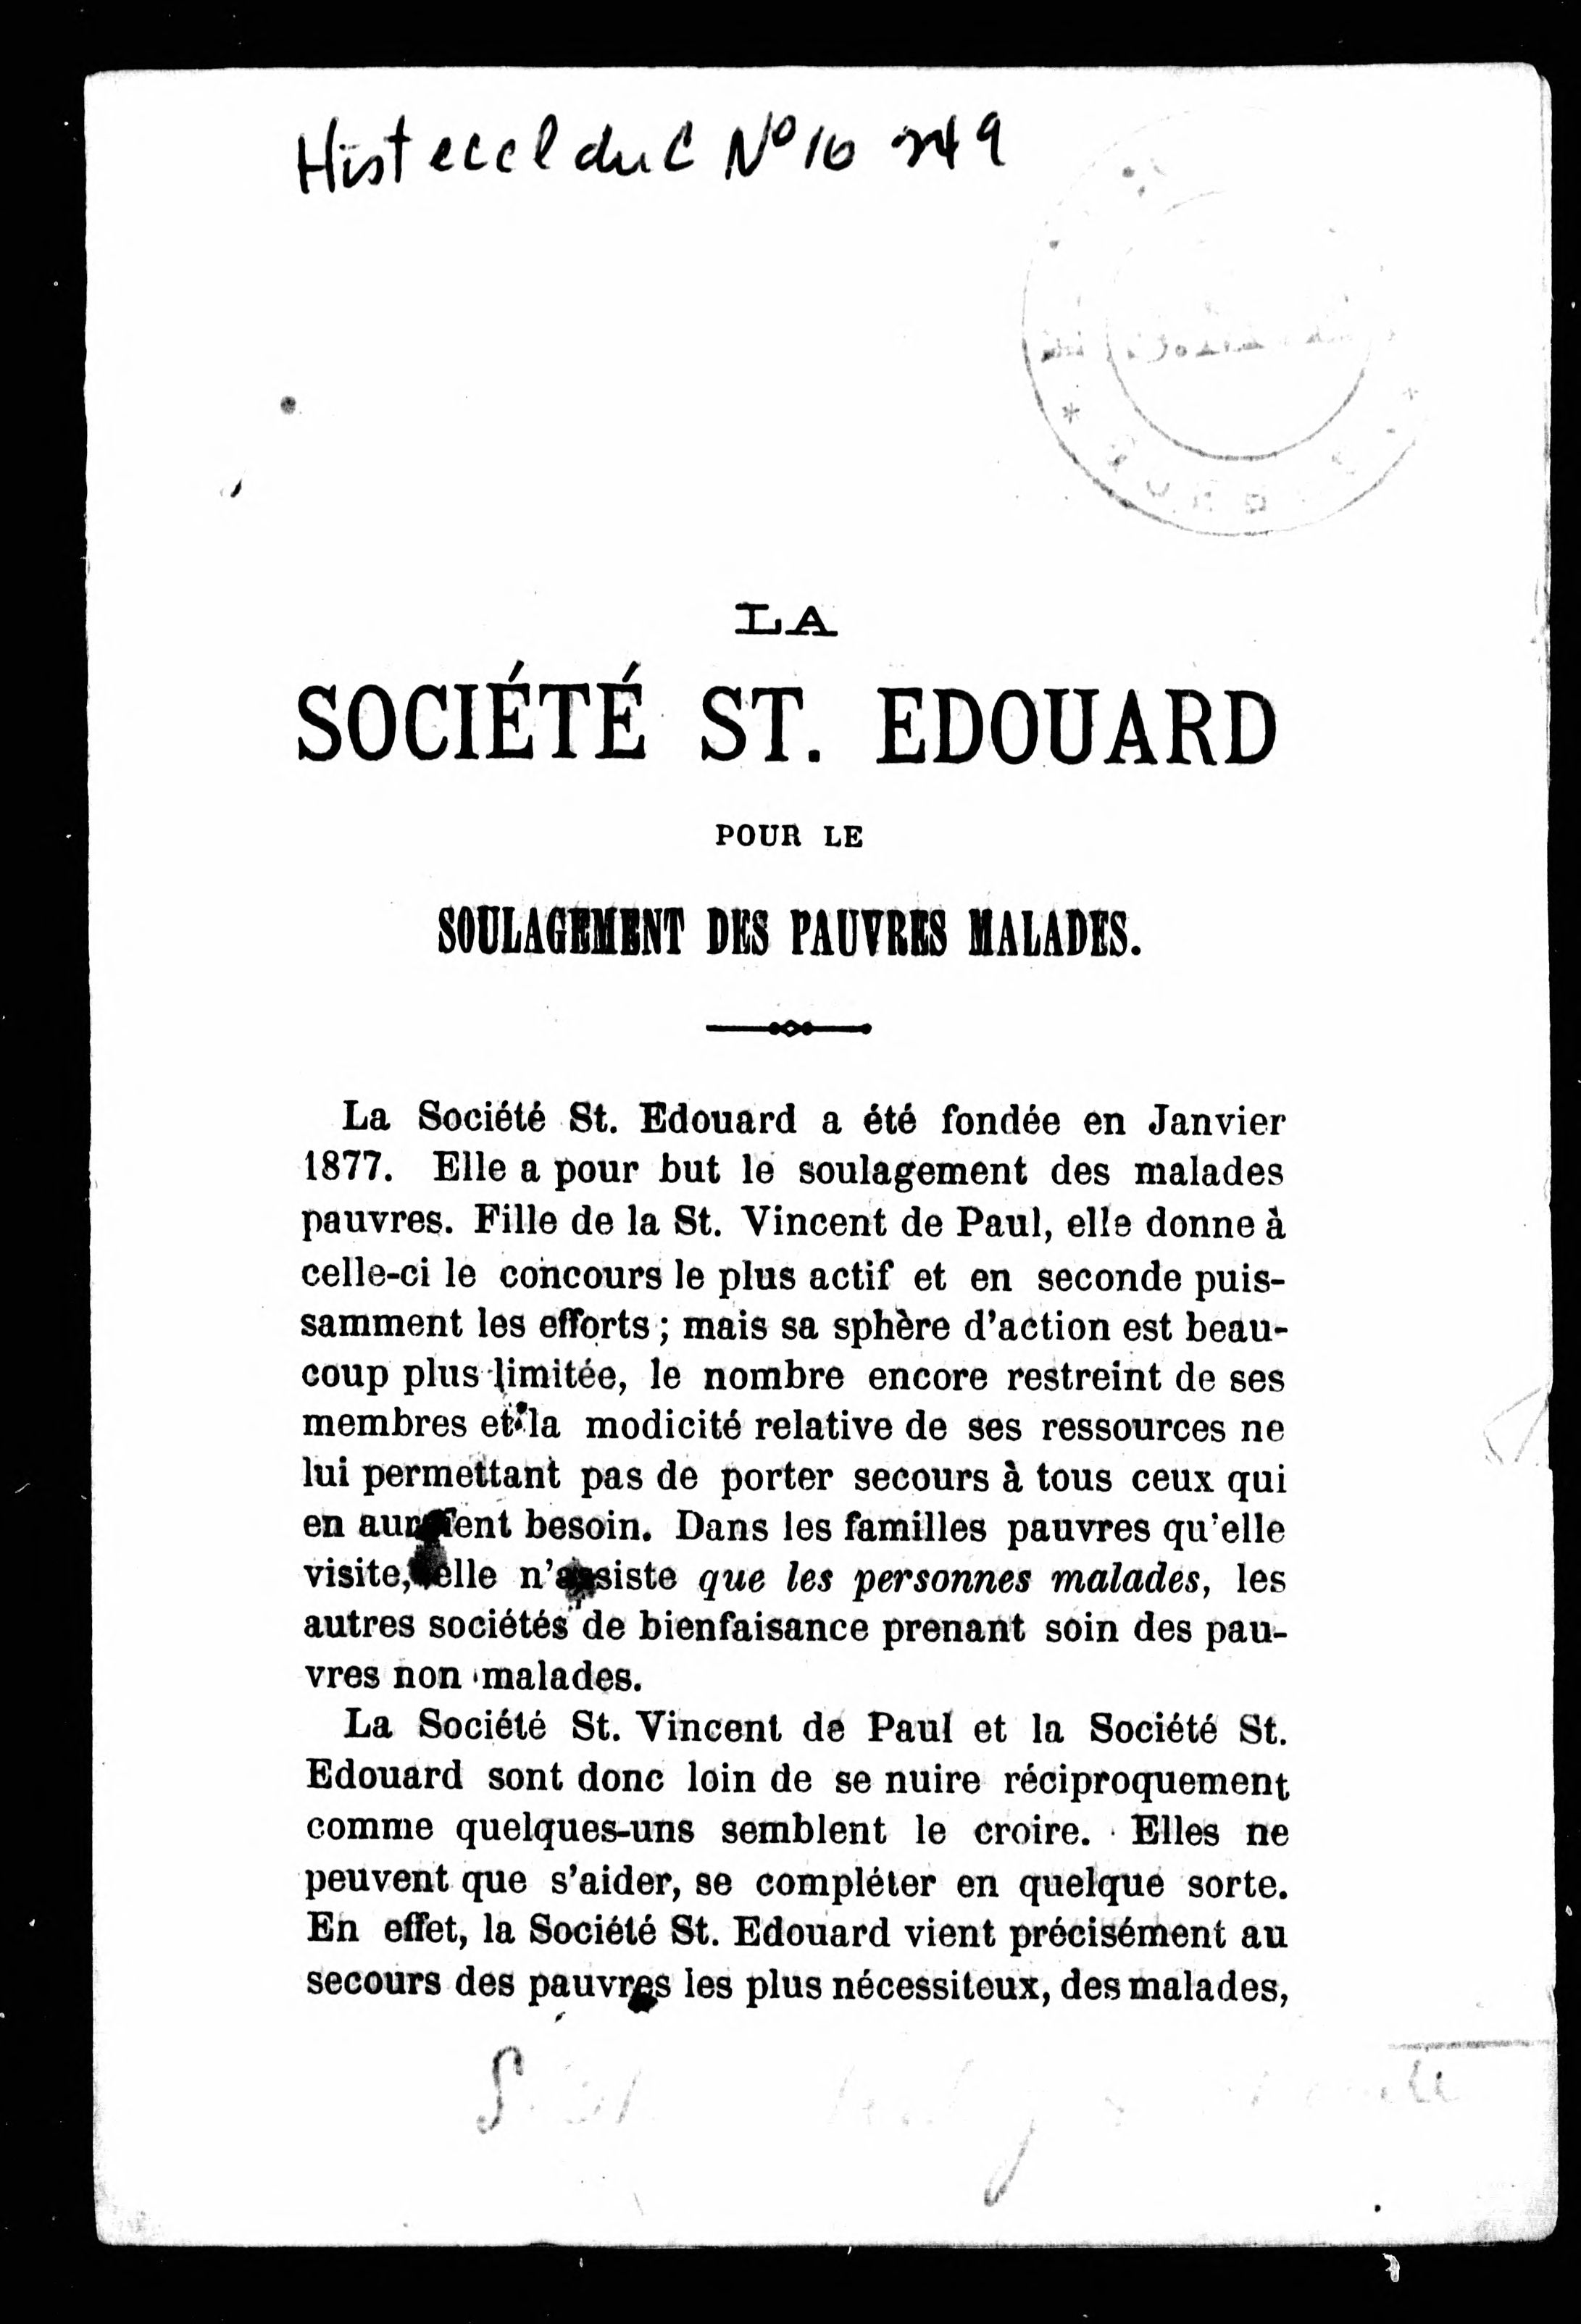 Hist eccl du C No 16 249
LA
SOCIÉTÉ ST. EDOUARD
POUR LE
SOULAGEMENT DES PAUVRES MALADES.
La Société St. Edouard a été fondée en Janvier
1877. Elle a pour but le soulagement des malades
pauvres. Fille de la St. Vincent de Paul, elle donne à
celle-ci le concours le plus actif et en seconde puis-
samment les efforts ; mais sa sphère d'action est beau-
coup plus limitée, le nombre encore restreint de ses
membres et la modicité relative de ses ressources ne
lui permettant pas de porter secours à tous ceux qui
en auraient besoin. Dans les familles pauvres qu'elle
visite, elle n'assiste que les personnes malades, les
autres sociétés de bienfaisance prenant soin des pau-
vres non malades.
La Société St. Vincent de Paul et la Société St.
Edouard sont donc loin de se nuire réciproquement
comme quelques-uns semblent le croire. Elles ne
peuvent que s'aider, se compléter en quelque sorte.
En effet, la Société St. Edouard vient précisément au
secours des pauvres les plus nécessiteux, des malades,